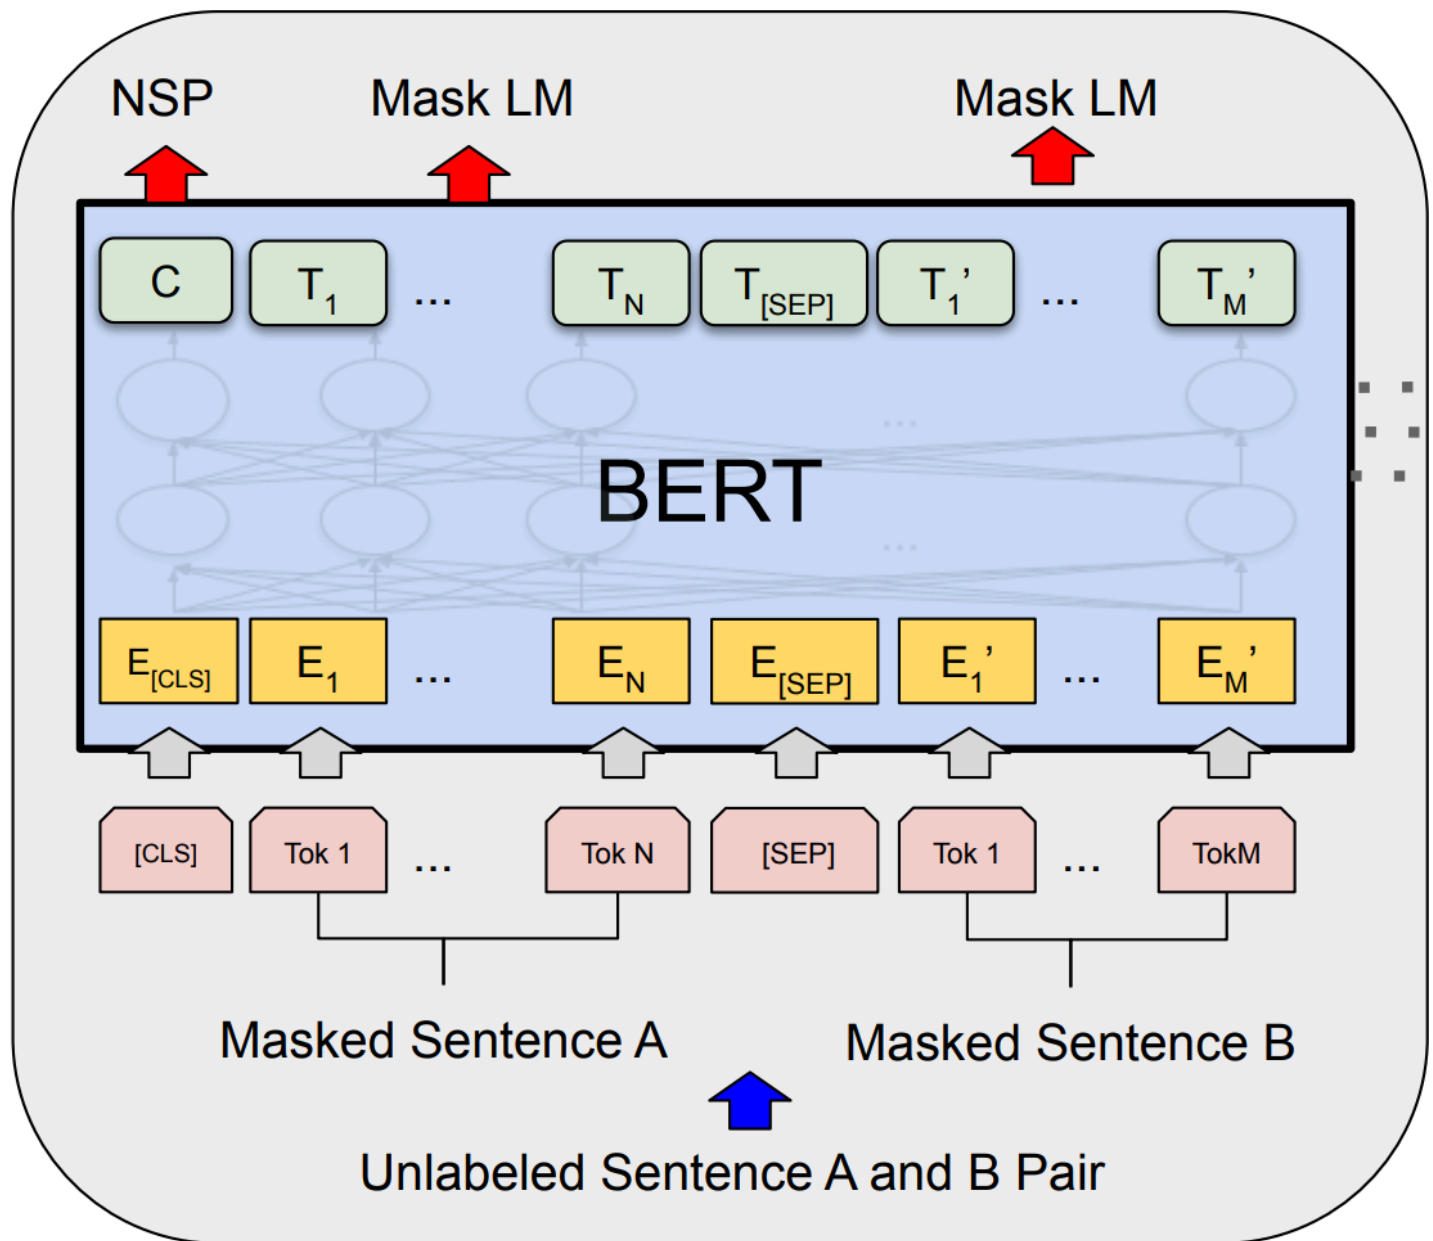 NSP Mask LM Mask LM
C T1 ... TN T[SEP] T1’ ... TM’
...
BERT
...
E[CLS] E1 ... EN E[SEP] E1’ ... EM’
[CLS] Tok 1 ... Tok N [SEP] Tok 1 ... TokM
Masked Sentence A Masked Sentence B
Unlabeled Sentence A and B Pair